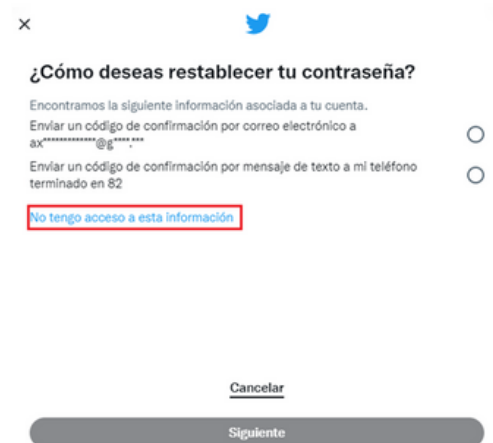 ¿Cómo deseas restablecer tu contraseña?
Encontramos la siguiente información asociada a tu cuenta.
Enviar un código de confirmación por correo electrónico a
ax*************@g****.***
Enviar un código de confirmación por mensaje de texto a mi teléfono
terminado en 82
No tengo acceso a esta información
Cancelar
Siguiente